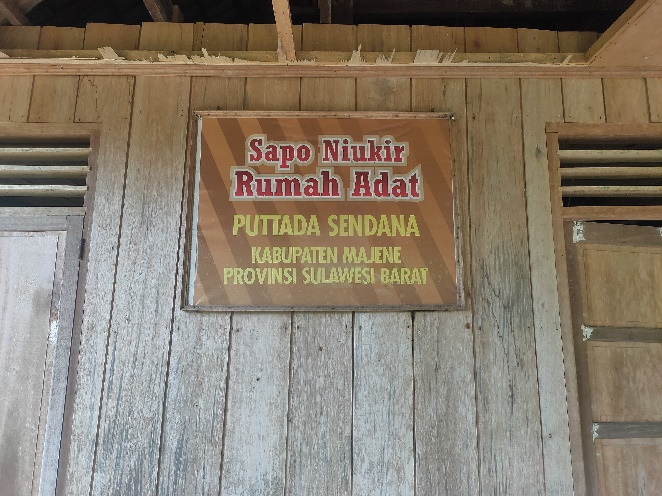 Sapo Niukir
Rumah Adat
PUTTADA SENDANA
KABUPATEN MAJENE
PROVINSI SULAWESI BARAT